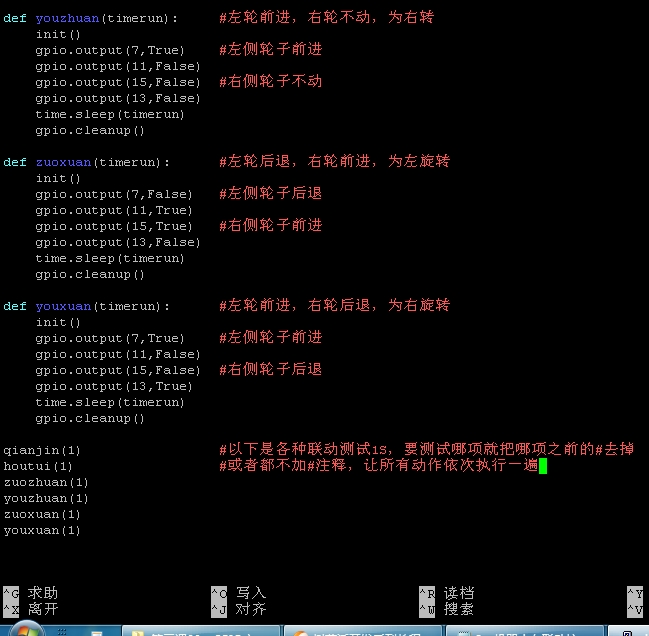 def youzhuan(timerun): #左轮前进，右轮不动，为右转
init()
gpio.output(7,True) #左侧轮子前进
gpio.output(11,False)
gpio.output(15,False) #右侧轮子不动
gpio.output(13,False)
time.sleep(timerun)
gpio.cleanup()
def zuoxuan(timerun): #左轮后退，右轮前进，为左旋转
init()
gpio.output(7,False) #左侧轮子后退
gpio.output(11,True)
gpio.output(15,True) #右侧轮子前进
gpio.output(13,False)
time.sleep(timerun)
gpio.cleanup()
def youxuan(timerun): #左轮前进，右轮后退，为右旋转
init()
gpio.output(7,True) #左侧轮子前进
gpio.output(11,False)
gpio.output(15,False) #右侧轮子后退
gpio.output(13,True)
time.sleep(timerun)
gpio.cleanup()
qianjin(1) #以下是各种联动测试1S，要测试哪项就把哪项之前的#去掉
houtui(1) #或者都不加#注释，让所有动作依次执行一遍
zuozhuan(1)
youzhuan(1)
zuoxuan(1)
youxuan(1)
^G 求助 ^O 写入 ^R 读档 ^Y
^X 离开 ^J 对齐 ^W 搜索 ^V